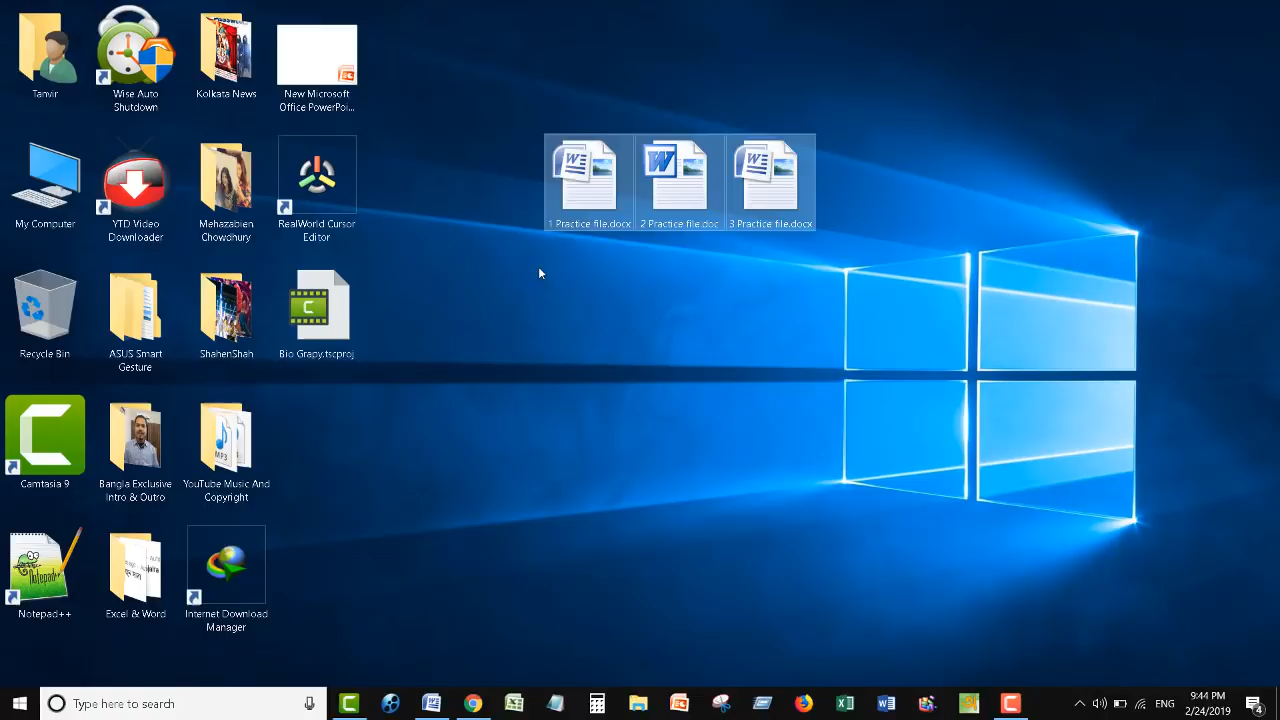 Tanvir
Wise Auto
Shutdown
Kolkata News
New Microsoft
Office PowerPoi...
My Computer
YTD Video
Downloader
Mehazabien
Chowdhury
RealWorld Cursor
Editor
1 Practice file.docx
2 Practice file.doc
3 Practice file.docx
Recycle Bin
ASUS Smart
Gesture
ShahenShah
Bio Grapy.tscproj
Camtasia 9
Bangla Exclusive
Intro & Outro
MP3
YouTube Music And
Copyright
Notepad++
Excel & Word
Internet Download
Manager
Type here to search
ENG
9:44 PM
2/24/2019
4